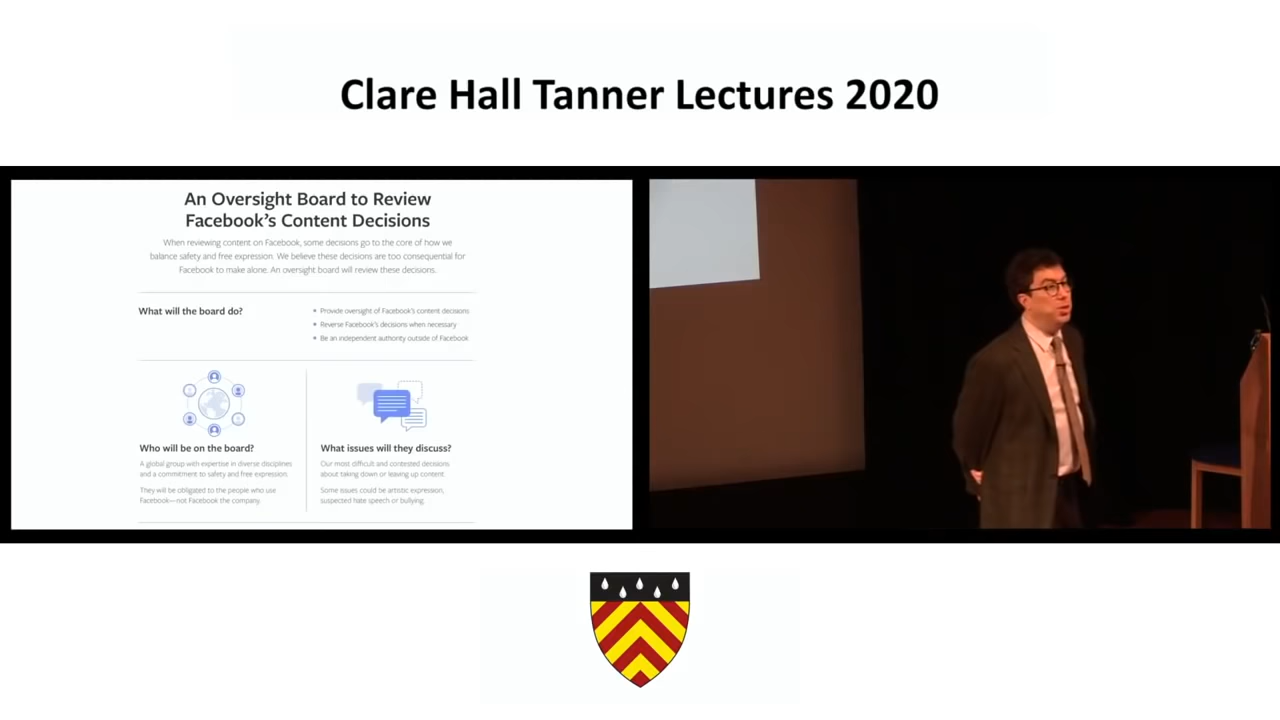 Clare Hall Tanner Lectures 2020
An Oversight Board to Review
Facebook's Content Decisions
When reviewing content on Facebook, some decisions go to the core of how we
balance safety and free expression. We believe these decisions are too consequential for
Facebook to make alone. An oversight board will review these decisions.
What will the board do?
• Provide oversight of Facebook's content decisions
• Reverse Facebook's decisions when necessary
• Be an independent authority outside of Facebook
Who will be on the board?
A global group with expertise in diverse disciplines
and a commitment to safety and free expression.
They will be obligated to the people who use
Facebook—not Facebook the company.
What issues will they discuss?
Our most difficult and contested decisions
about taking down or leaving up content.
Some issues could be artistic expression,
suspected hate speech or bullying.